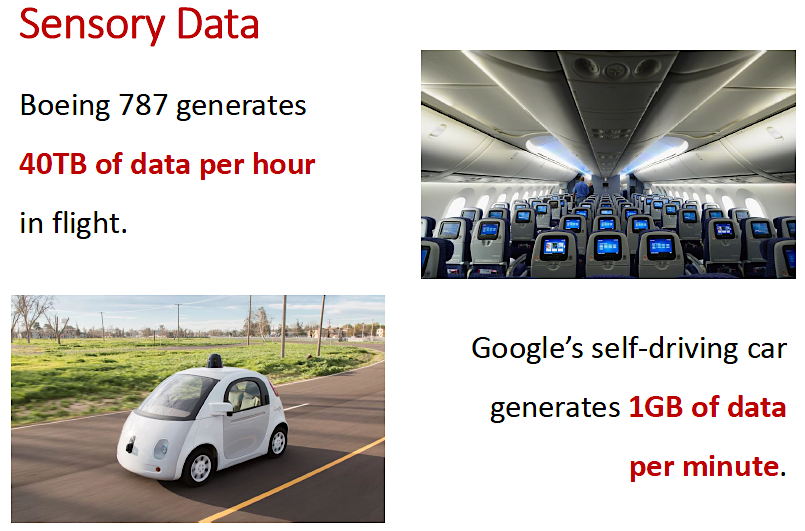 Sensory Data
Boeing 787 generates
40TB of data per hour
in flight.
Google’s self-driving car
generates 1GB of data
per minute.